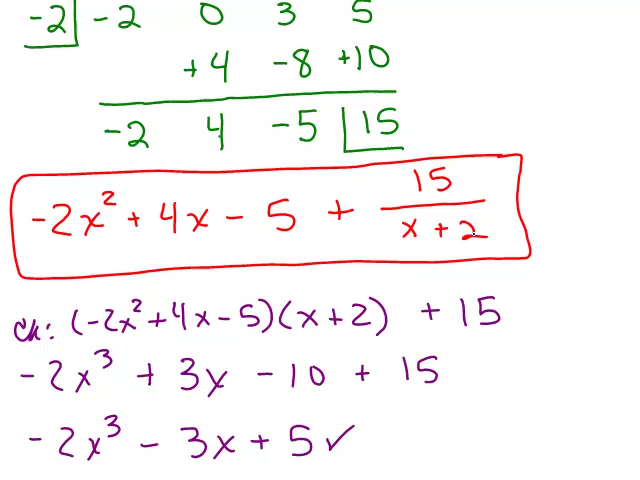 -2 -2 0 3 5
+4 -8 +10
-2 4 -5 15
-2x² + 4x - 5 + 15/(x + 2)
Ch: (-2x² + 4x - 5)(x + 2) + 15
-2x³ + 3x - 10 + 15
-2x³ - 3x + 5 ✓